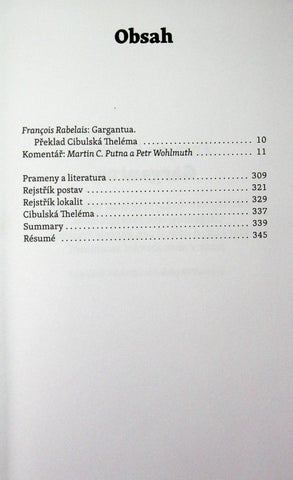 Obsah
François Rabelais: Gargantua.
Překlad Cibulská Theléma . . . . . . . . . . . . . . . . . . . . . . . . 10
Komentář: Martin C. Putna a Petr Wohlmuth . . . . . . . . . . . . . 11
Prameny a literatura . . . . . . . . . . . . . . . . . . . . . . . . . . . . . . 309
Rejstřík postav . . . . . . . . . . . . . . . . . . . . . . . . . . . . . . . . . . 321
Rejstřík lokalit . . . . . . . . . . . . . . . . . . . . . . . . . . . . . . . . . . 329
Cibulská Theléma . . . . . . . . . . . . . . . . . . . . . . . . . . . . . . . 337
Summary . . . . . . . . . . . . . . . . . . . . . . . . . . . . . . . . . . . . . 339
Résumé . . . . . . . . . . . . . . . . . . . . . . . . . . . . . . . . . . . . . . 345